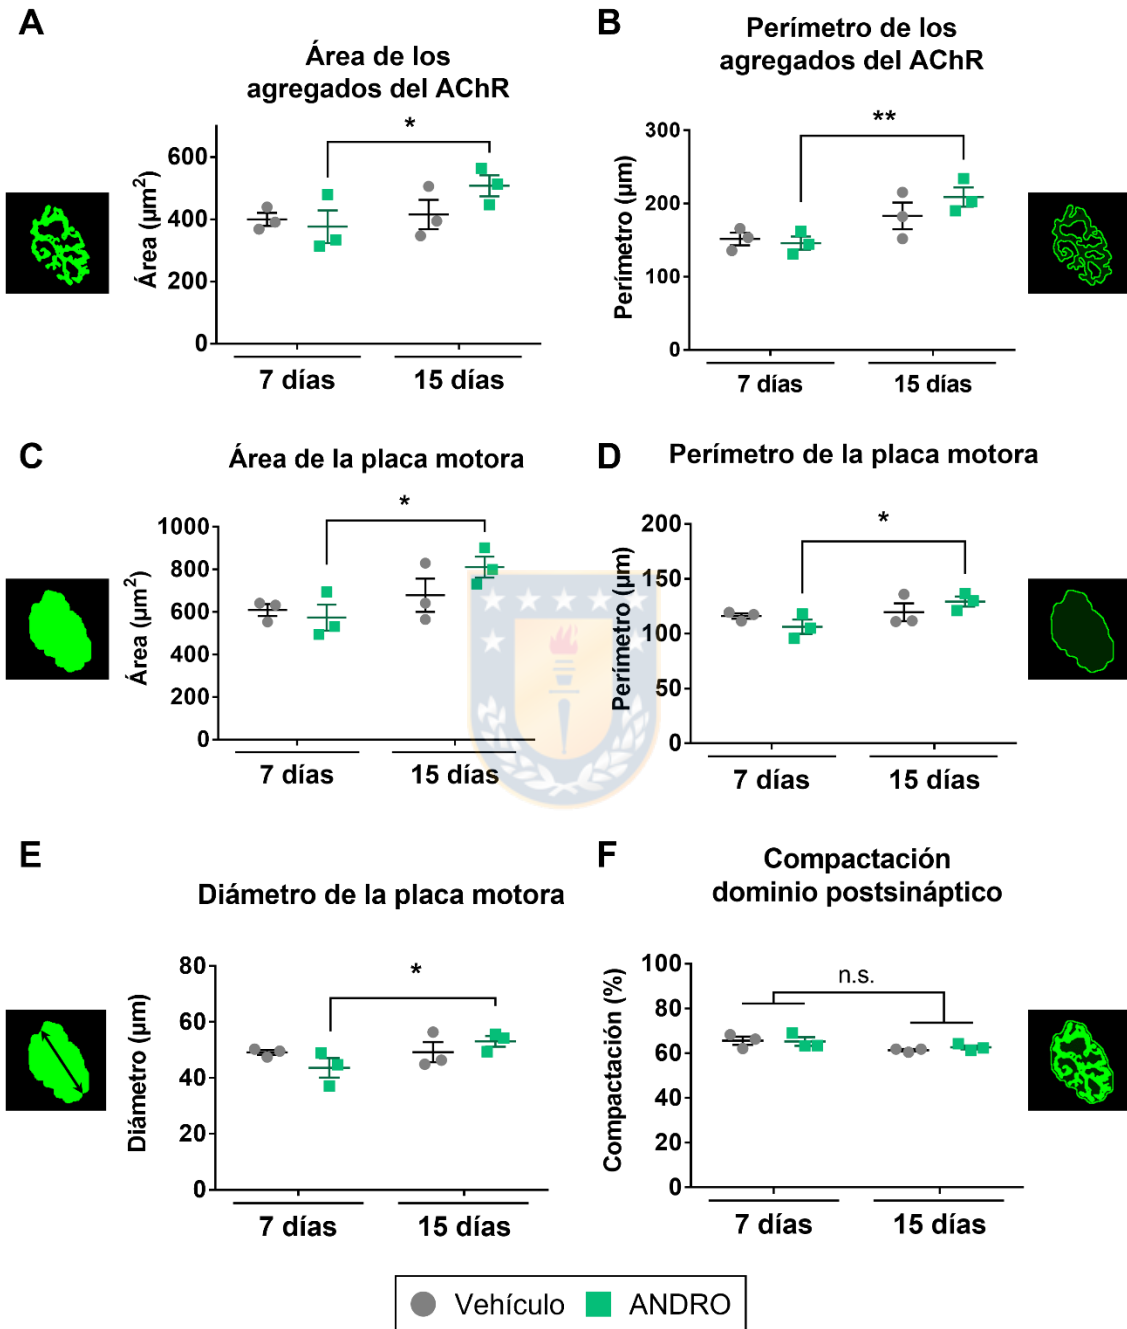 A
Área de los
agregados del AChR
*
Área (µm²)
600
400
200
0
7 días
15 días
B
Perímetro de los
agregados del AChR
**
Perímetro (µm)
300
200
100
0
7 días
15 días
C
Área de la placa motora
*
Área (µm²)
1000
800
600
400
200
0
7 días
15 días
D
Perímetro de la placa motora
*
Perímetro (µm)
200
150
100
50
0
7 días
15 días
E
Diámetro de la placa motora
*
Diámetro (µm)
80
60
40
20
0
7 días
15 días
F
Compactación
dominio postsináptico
n.s.
Compactación (%)
100
80
60
40
20
0
7 días
15 días
Vehículo ANDRO